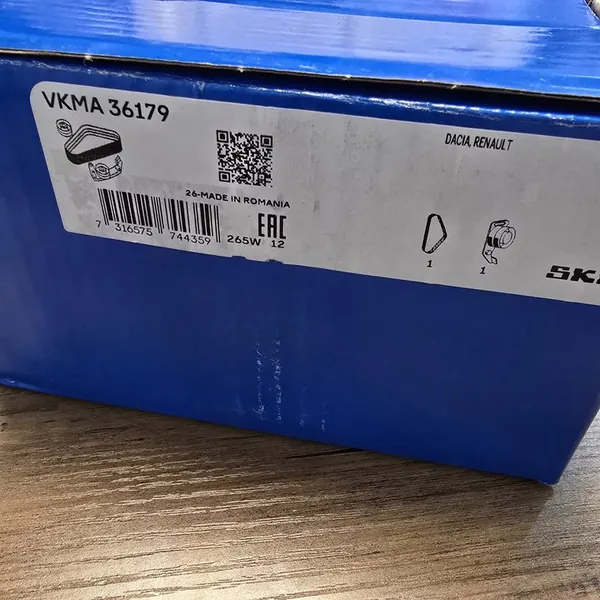 VKMA 36179
DACIA, RENAULT
26-MADE IN ROMANIA
7 316575 744359
EAC
265W 12
1
1
SK